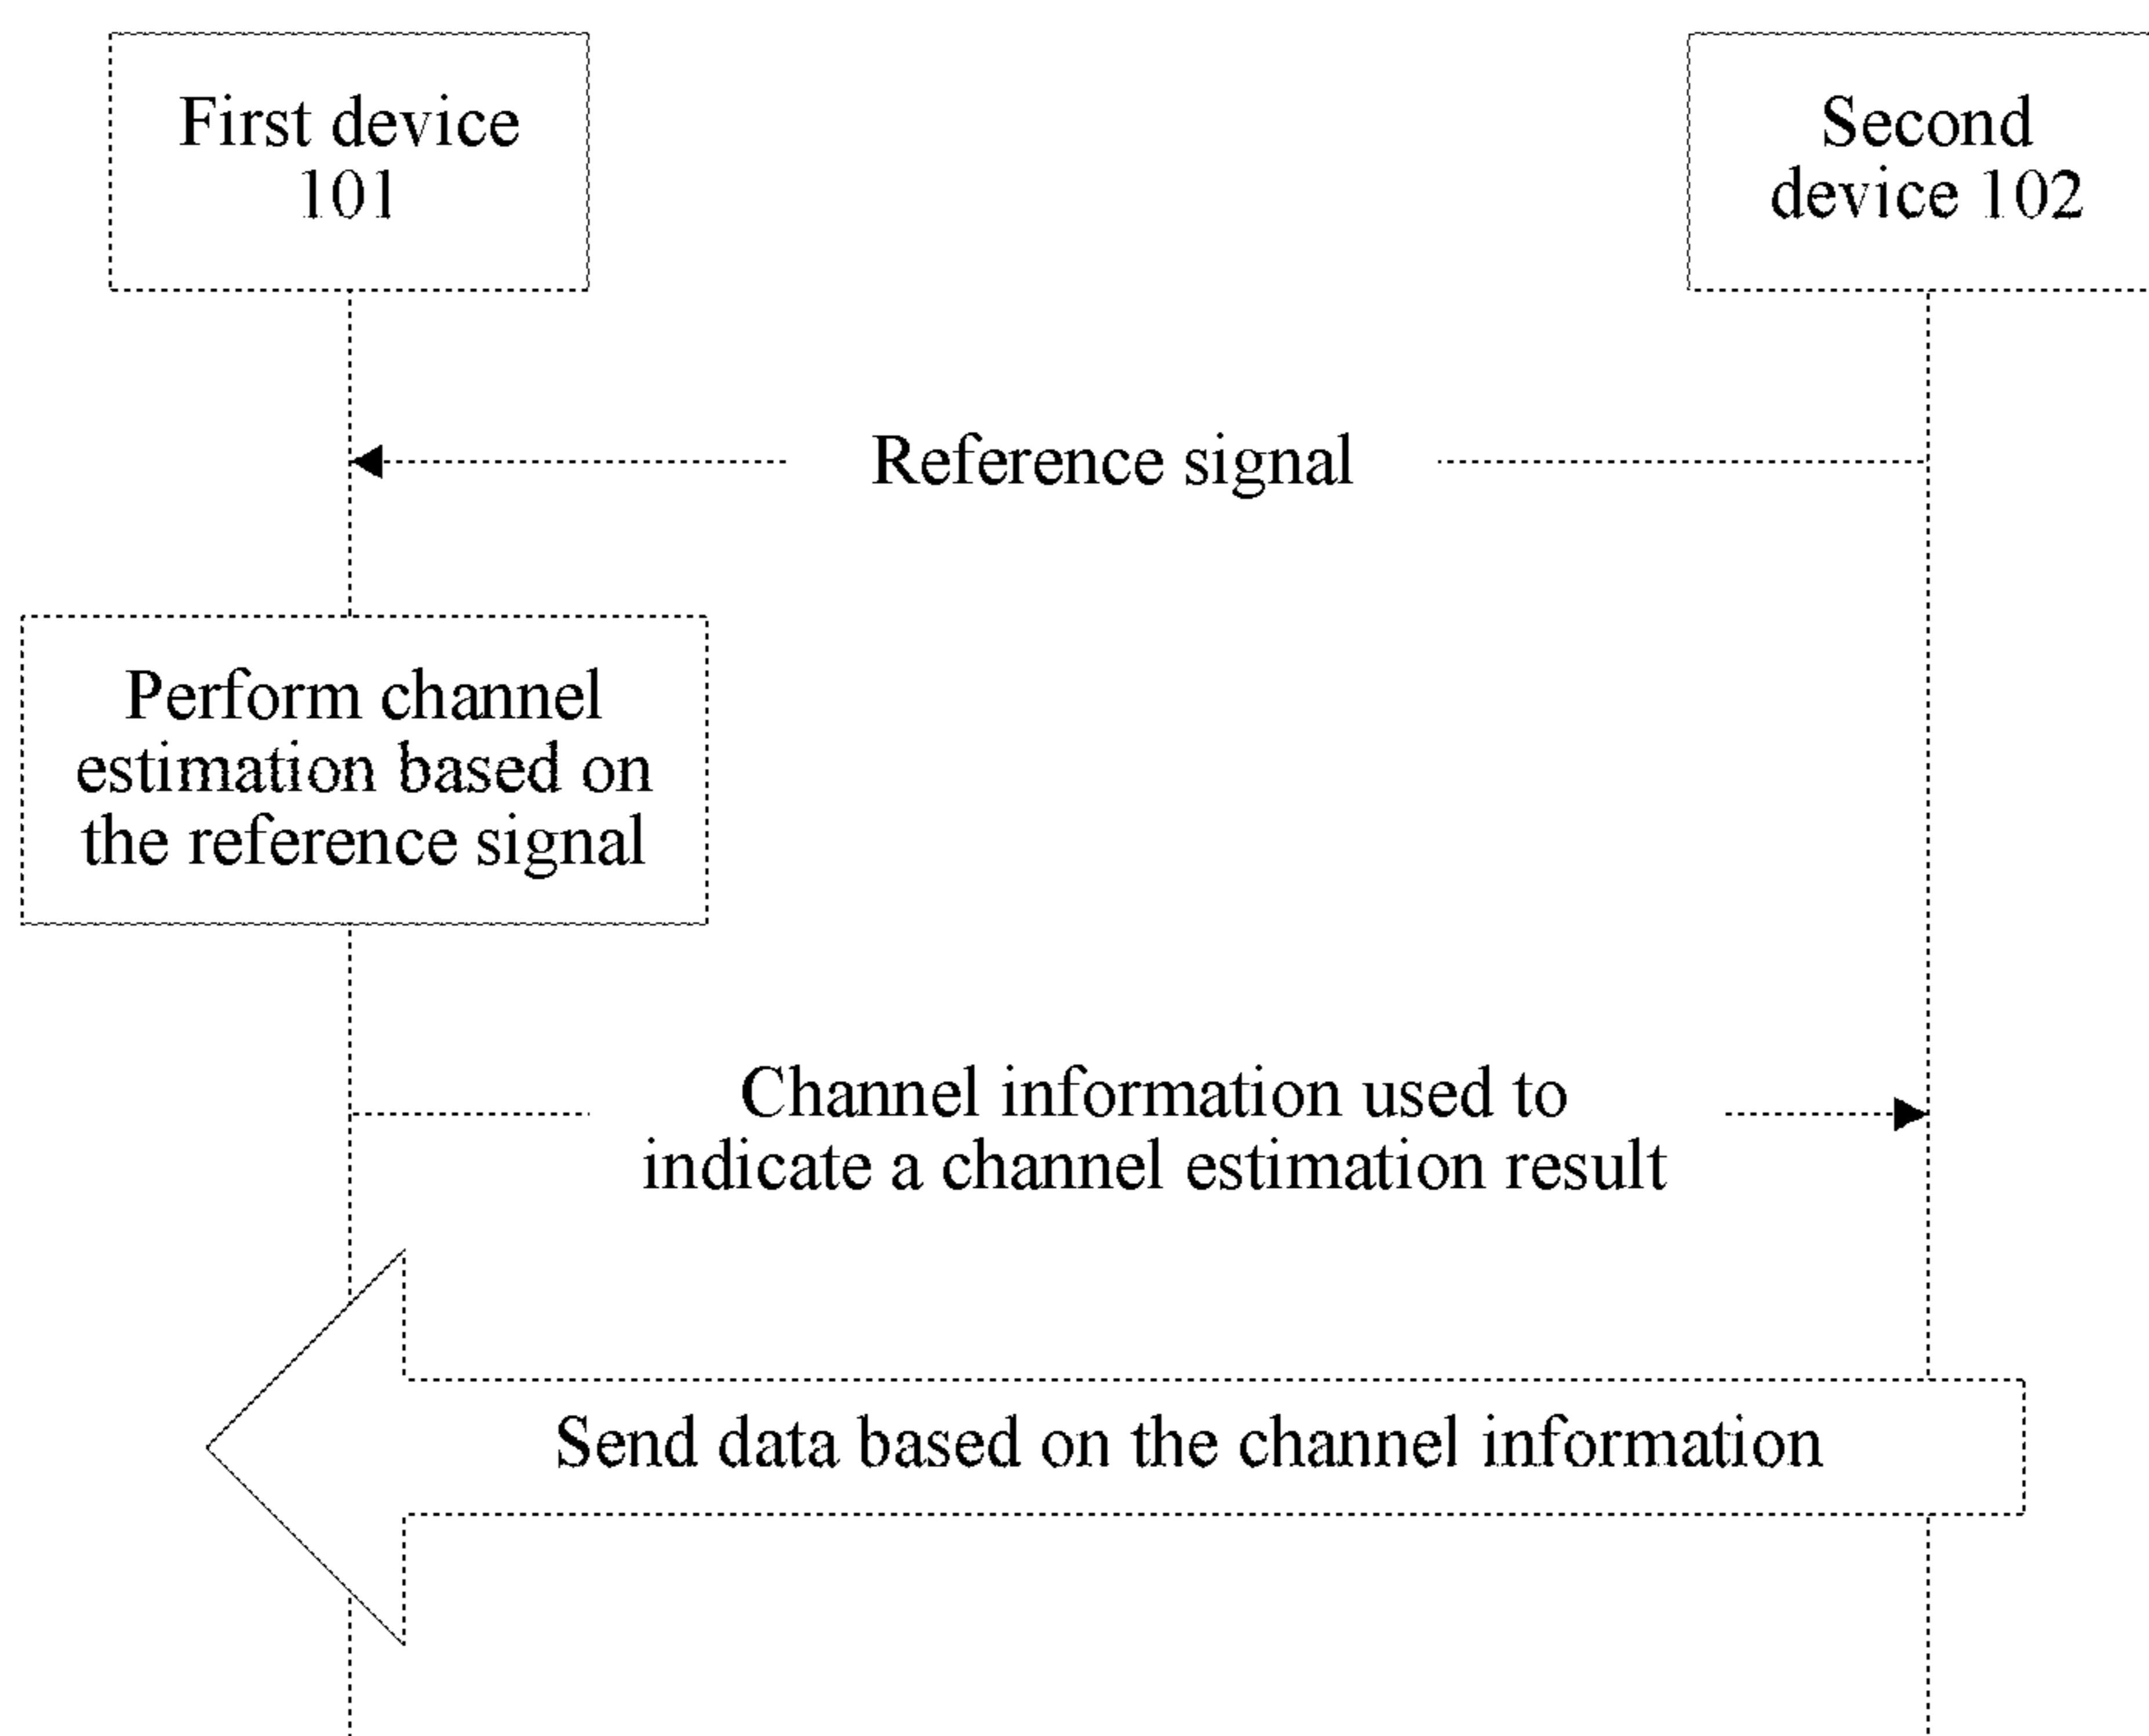 First device
101
Second
device 102
Reference signal
Perform channel
estimation based on
the reference signal
Channel information used to
indicate a channel estimation result
Send data based on the channel information